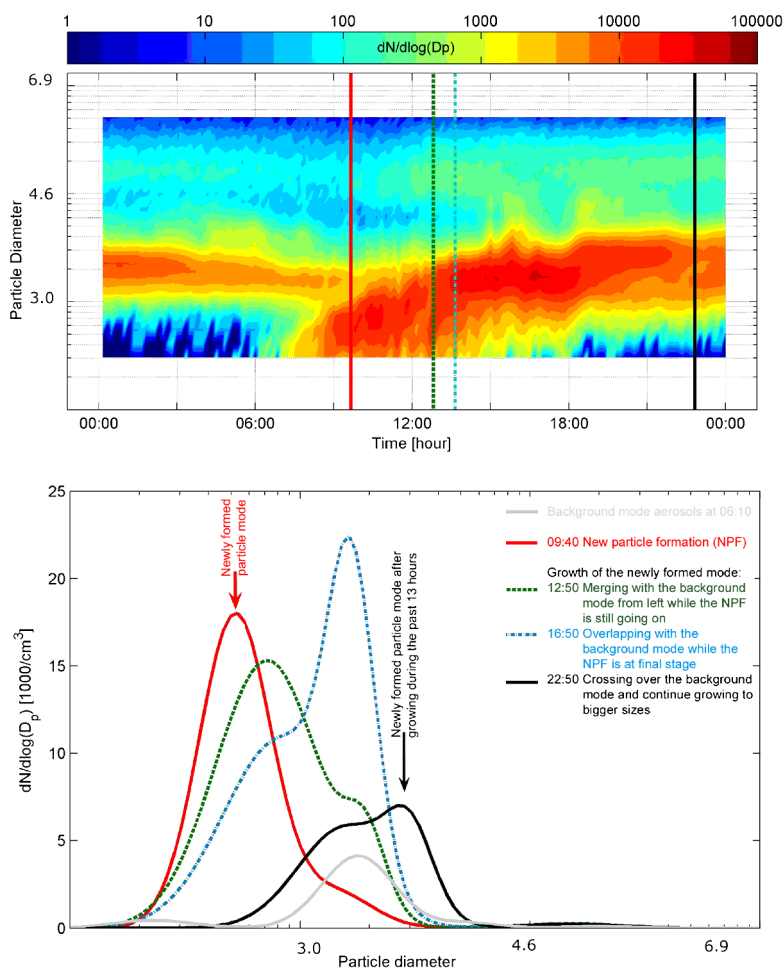 1 10 100 1000 10000 100000
dN/dlog(Dp)
6.9
4.6
3.0
Particle Diameter
00:00 06:00 12:00 18:00 00:00
Time [hour]
25
20
15
10
5
0
dN/dlog(Dp) [1000/cm3]
Newly formed
particle mode
Newly formed particle mode after
growing during the past 13 hours
Background mode aerosols at 06:10
09:40 New particle formation (NPF)
Growth of the newly formed mode:
12:50 Merging with the background
mode from left while the NPF
is still going on
16:50 Overlapping with the
background mode while the
NPF is at final stage
22:50 Crossing over the background
mode and continue growing to
bigger sizes
3.0 4.6 6.9
Particle diameter